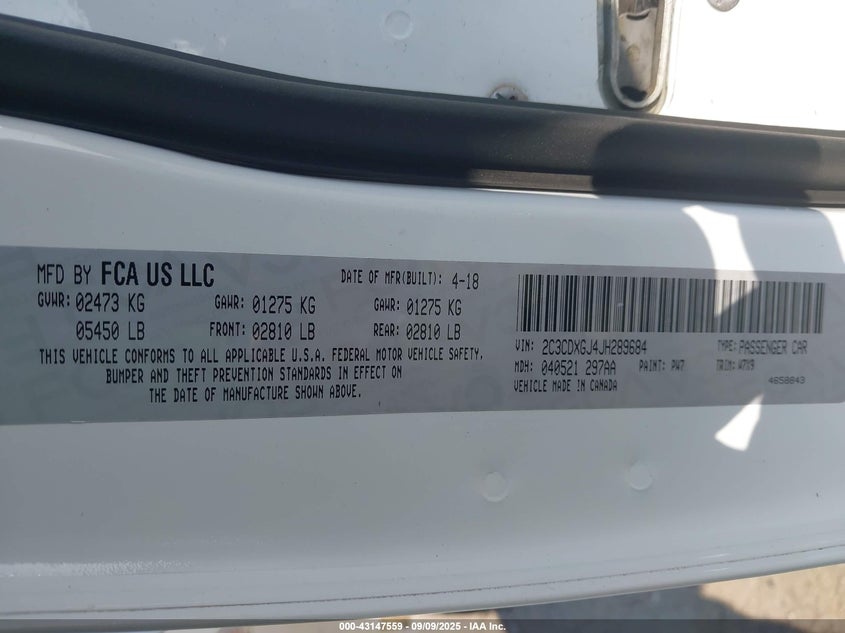 MFD BY FCA US LLC
DATE OF MFR(BUILT): 4-18
GVWR: 02473 KG GAWR: 01275 KG GAWR: 01275 KG
05450 LB FRONT: 02810 LB REAR: 02810 LB
THIS VEHICLE CONFORMS TO ALL APPLICABLE U.S.A. FEDERAL MOTOR VEHICLE SAFETY.
BUMPER AND THEFT PREVENTION STANDARDS IN EFFECT ON
THE DATE OF MANUFACTURE SHOWN ABOVE.
VIN: 2C3CDXGJ4JH289684 TYPE: PASSENGER CAR
MDH: 040521 297AA PAINT: PW7 TRIM: W7X9
VEHICLE MADE IN CANADA 4658843
000-43147559 - 09/09/2025 - IAA Inc.